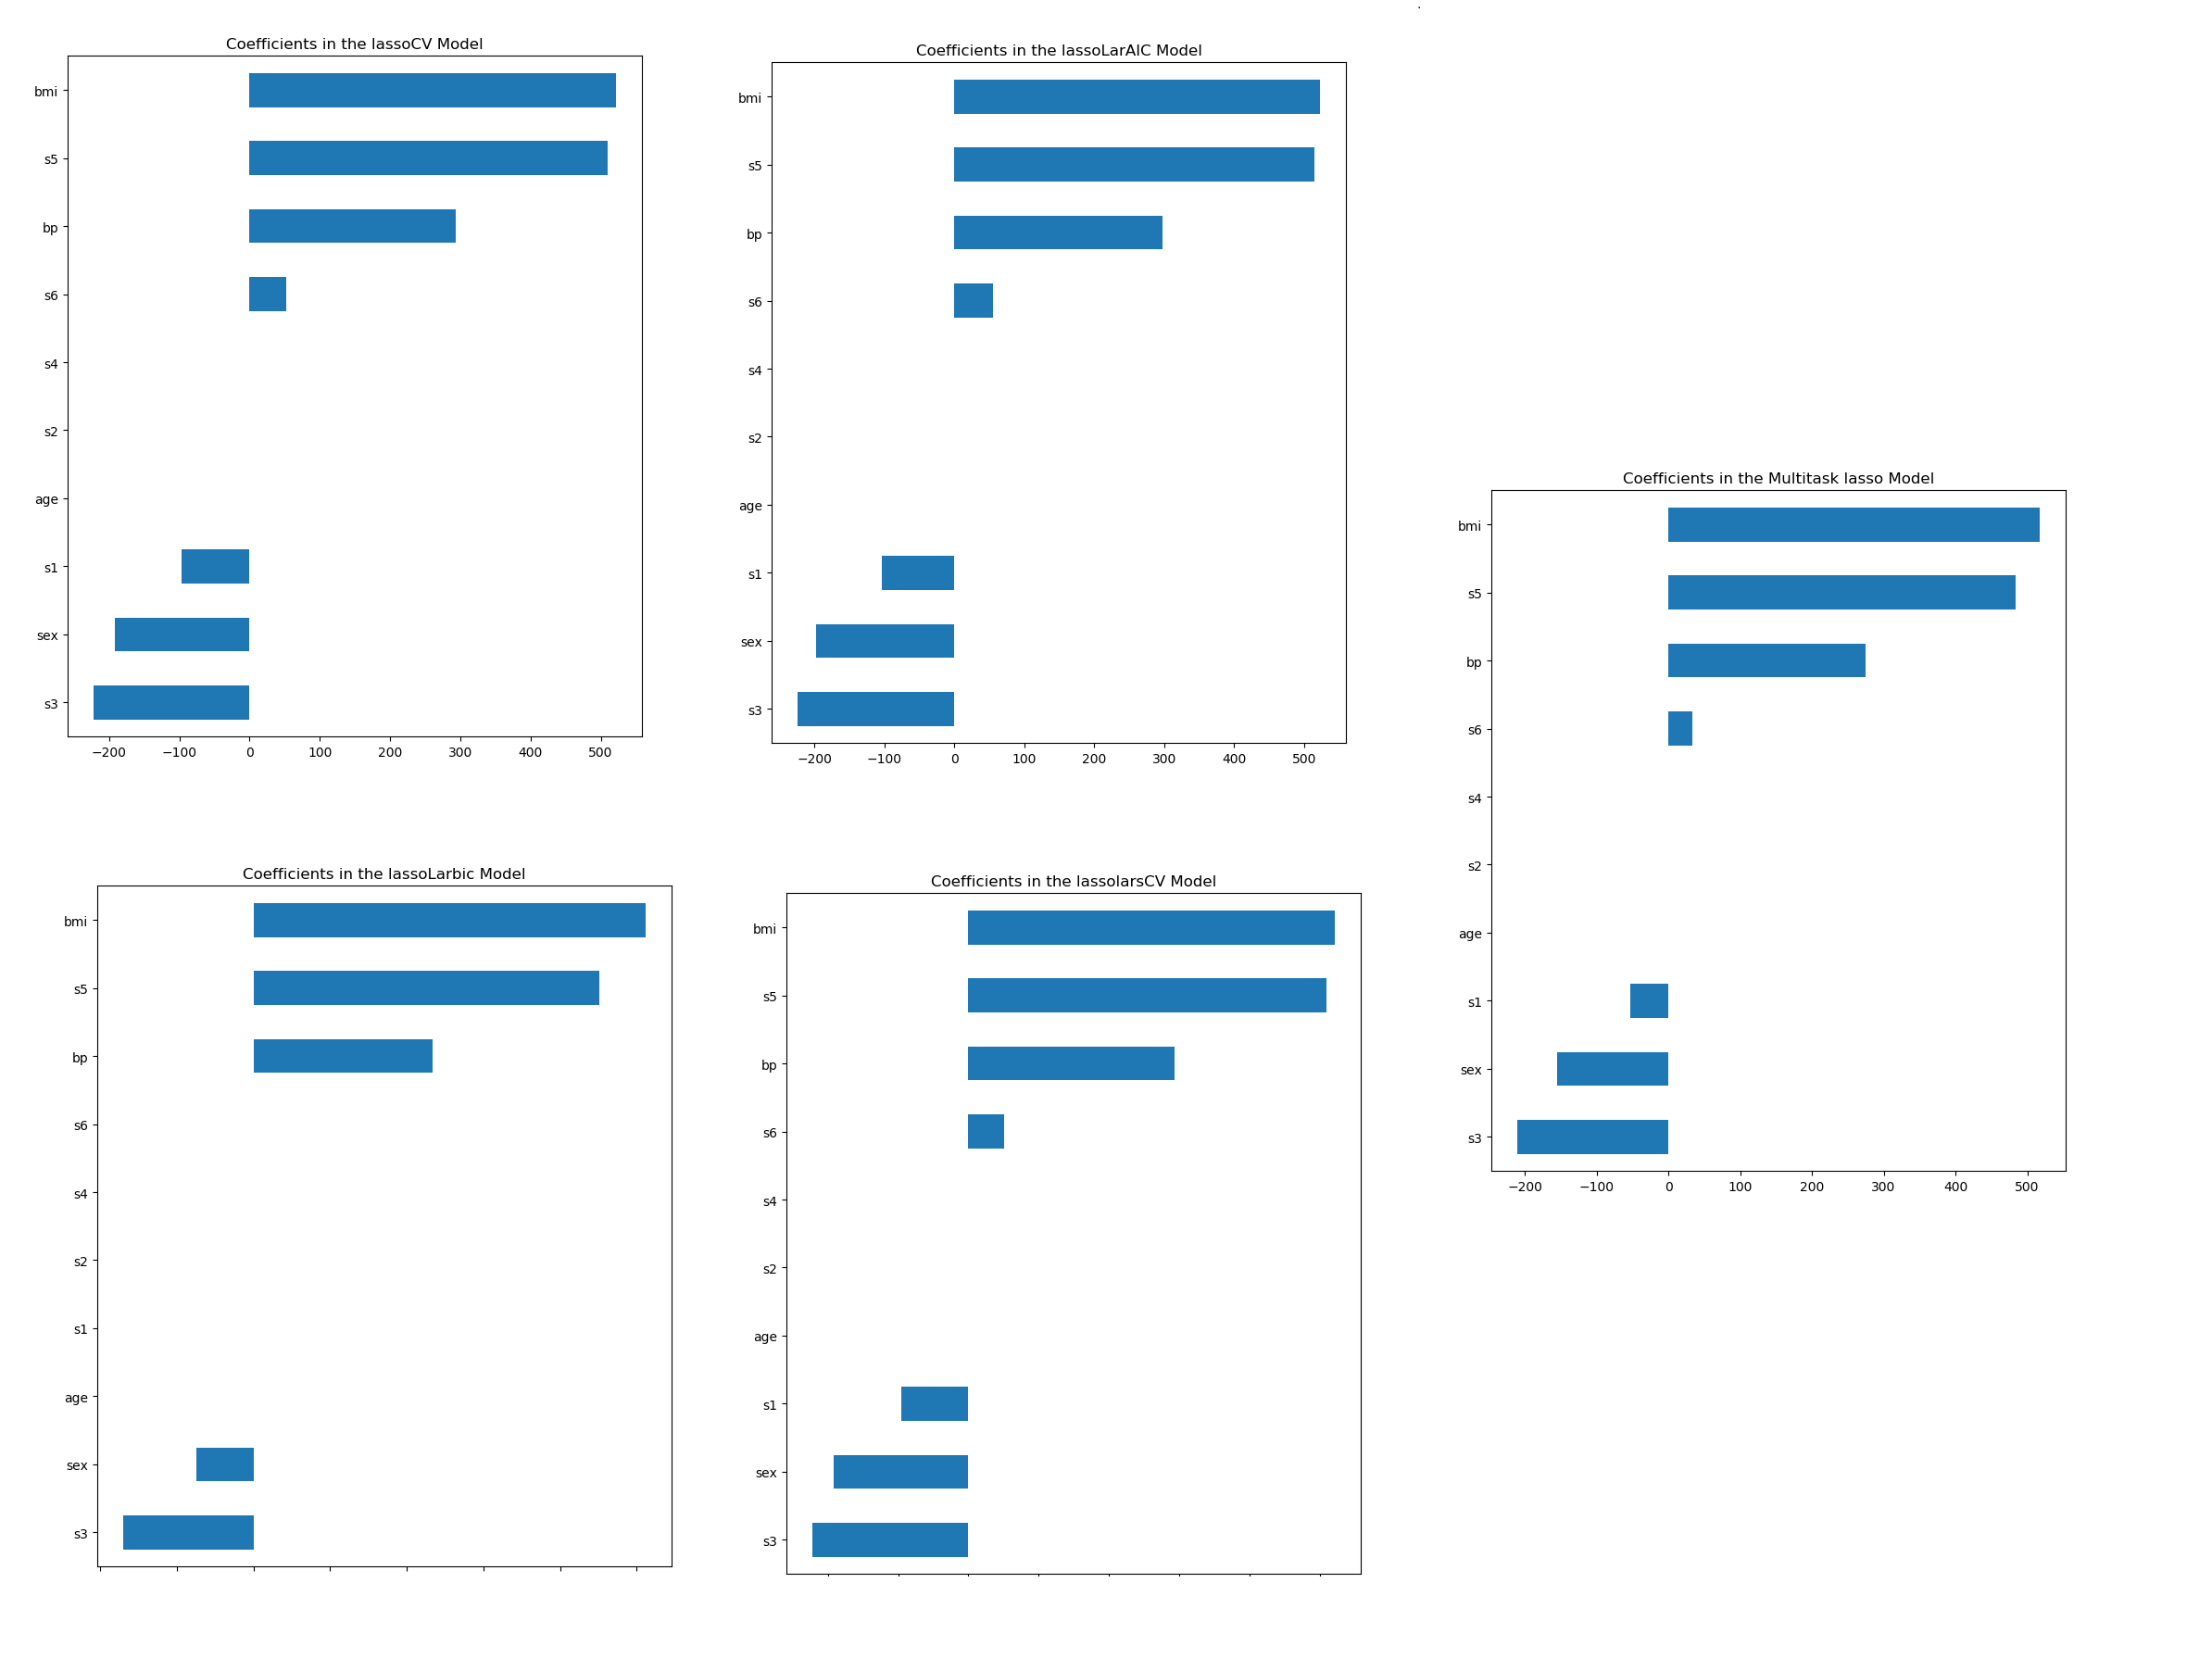 Coefficients in the lassoCV Model
bmi
s5
bp
s6
s4
s2
age
s1
sex
s3
−200 −100 0 100 200 300 400 500
Coefficients in the lassoLarAIC Model
bmi
s5
bp
s6
s4
s2
age
s1
sex
s3
−200 −100 0 100 200 300 400 500
Coefficients in the Multitask lasso Model
bmi
s5
bp
s6
s4
s2
age
s1
sex
s3
−200 −100 0 100 200 300 400 500
Coefficients in the lassoLarbic Model
bmi
s5
bp
s6
s4
s2
s1
age
sex
s3
Coefficients in the lassolarsCV Model
bmi
s5
bp
s6
s4
s2
age
s1
sex
s3